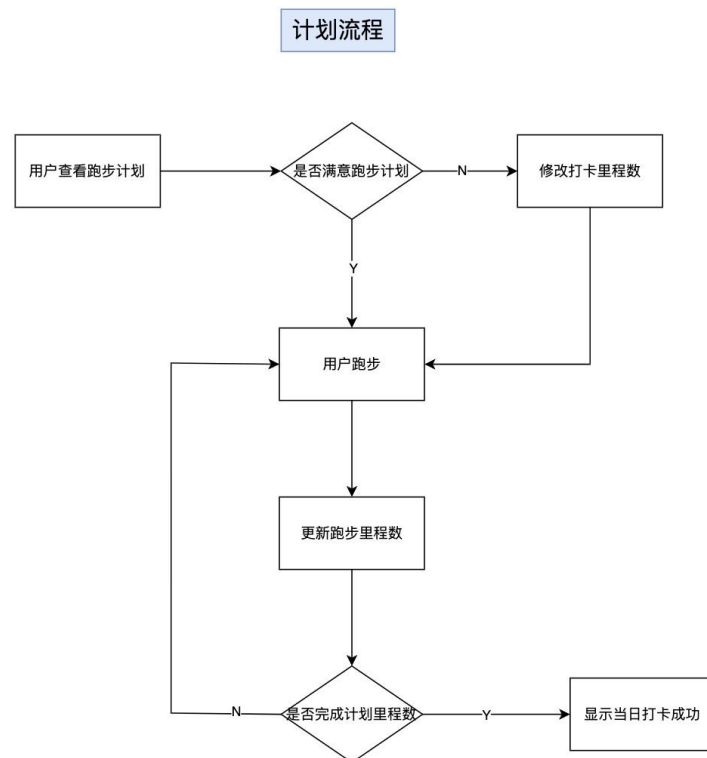 计划流程
用户查看跑步计划
是否满意跑步计划
N
修改打卡里程数
Y
用户跑步
更新跑步里程数
N
是否完成计划里程数
Y
显示当日打卡成功